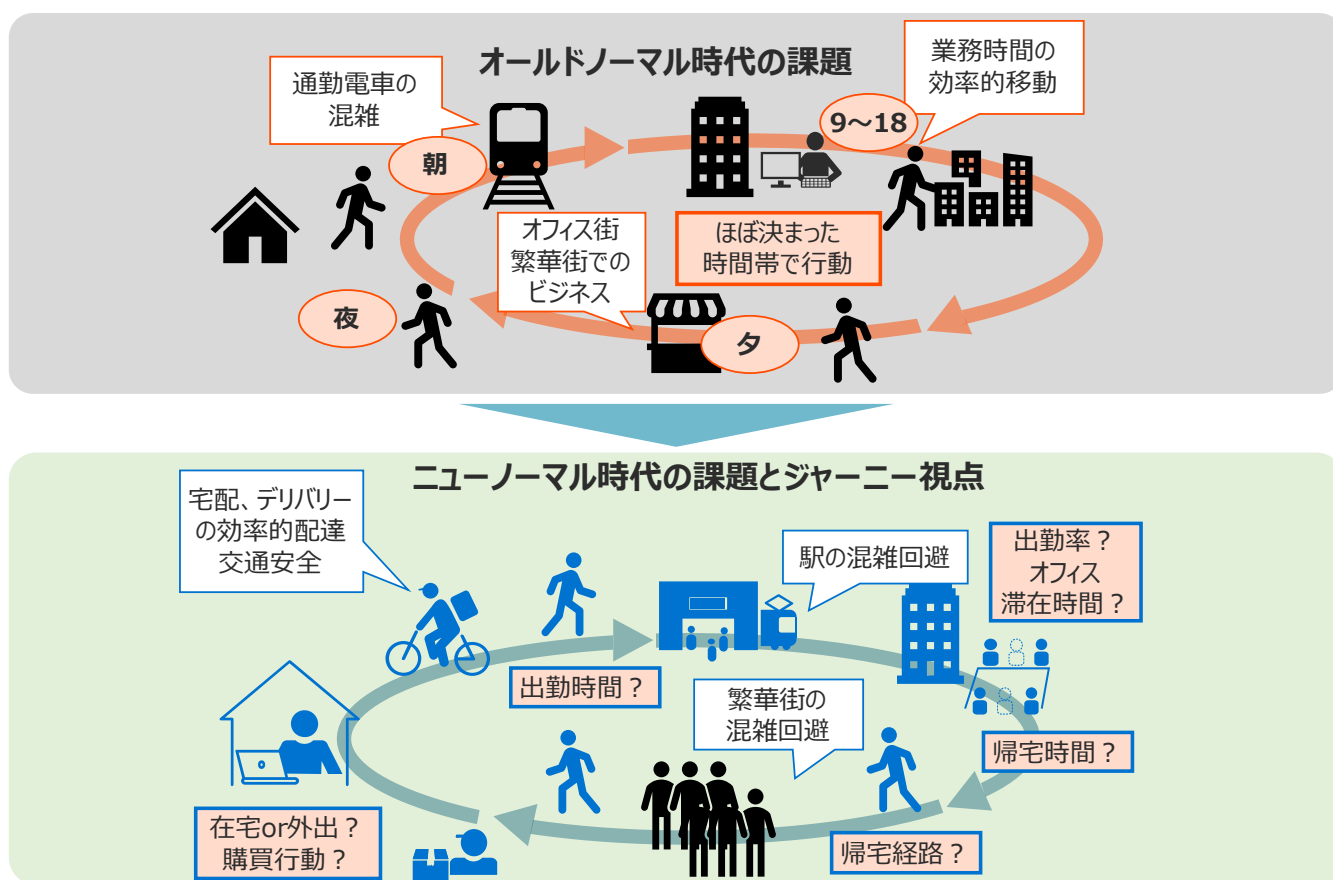 オールドノーマル時代の課題
通勤電車の
混雑
業務時間の
効率的移動
朝
9～18
オフィス街
繁華街での
ビジネス
ほぼ決まった
時間帯で行動
夜
夕
ニューノーマル時代の課題とジャーニー視点
宅配、デリバリー
の効率的配達
交通安全
駅の混雑回避
出勤率？
オフィス
滞在時間？
出勤時間？
繁華街の
混雑回避
帰宅時間？
在宅or外出？
購買行動？
帰宅経路？